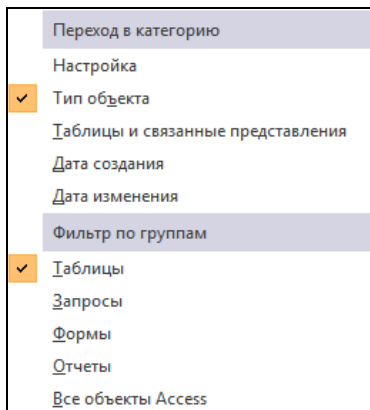 Переход в категорию
Настройка
Тип объекта
Таблицы и связанные представления
Дата создания
Дата изменения
Фильтр по группам
Таблицы
Запросы
Формы
Отчеты
Все объекты Access